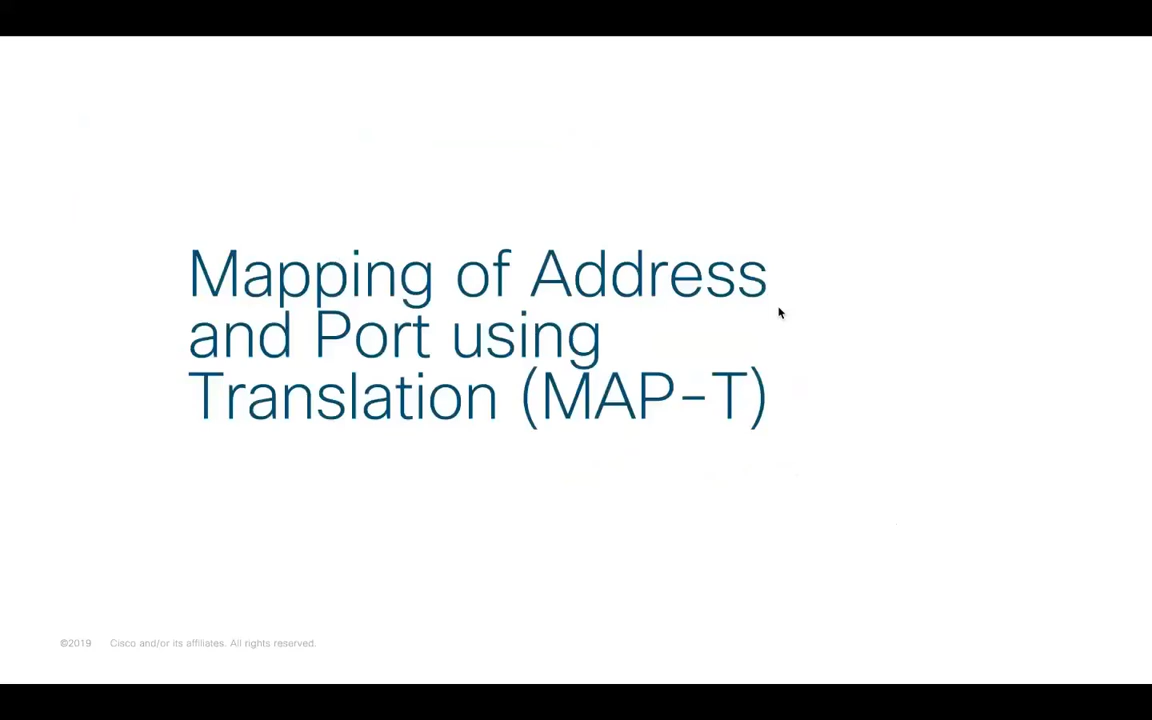 Mapping of Address
and Port using
Translation (MAP-T)
©2019 Cisco and/or its affiliates. All rights reserved.